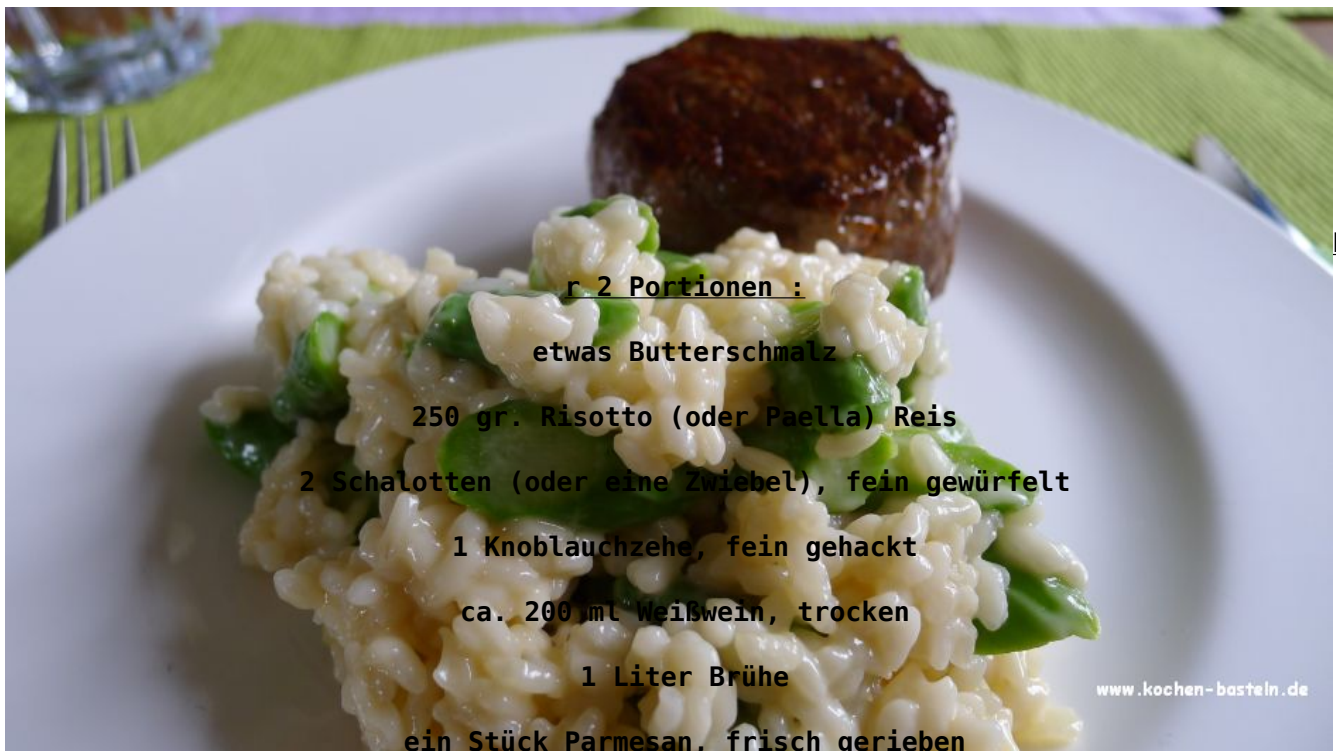 r 2 Portionen :
etwas Butterschmalz
250 gr. Risotto (oder Paella) Reis
2 Schalotten (oder eine Zwiebel), fein gewürfelt
1 Knoblauchzehe, fein gehackt
ca. 200 ml Weißwein, trocken
1 Liter Brühe
www.kochen-basteln.de
ein Stück Parmesan, frisch gerieben